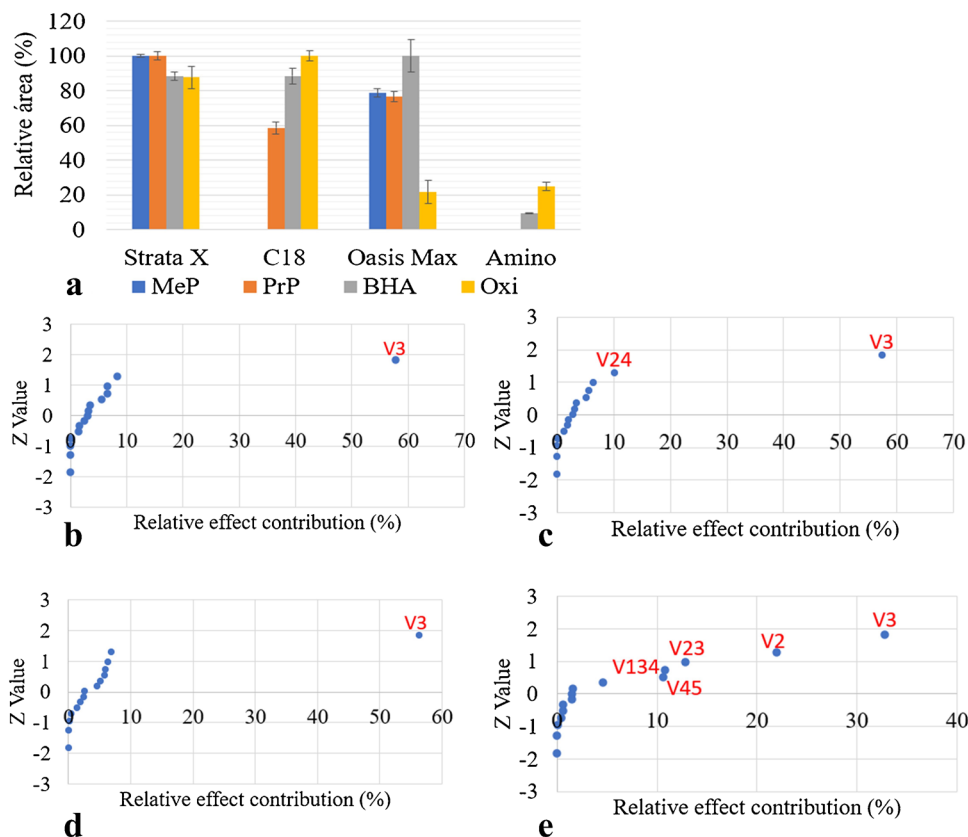 120
100
80
60
40
20
0
Relative área (%)
Strata X C18 Oasis Max Amino
a
MeP PrP BHA Oxi
3
2
1
0
-1
-2
-3
Z Value
V3
0 10 20 30 40 50 60 70
Relative effect contribution (%)
b
3
2
1
0
-1
-2
-3
Z Value
V24
V3
0 10 20 30 40 50 60 70
Relative effect contribution (%)
c
3
2
1
0
-1
-2
-3
Z Value
V3
0 10 20 30 40 50 60
Relative effect contribution (%)
d
3
2
1
0
-1
-2
-3
Z Value
V3
V2
V23
V134
V45
0 10 20 30 40
Relative effect contribution (%)
e